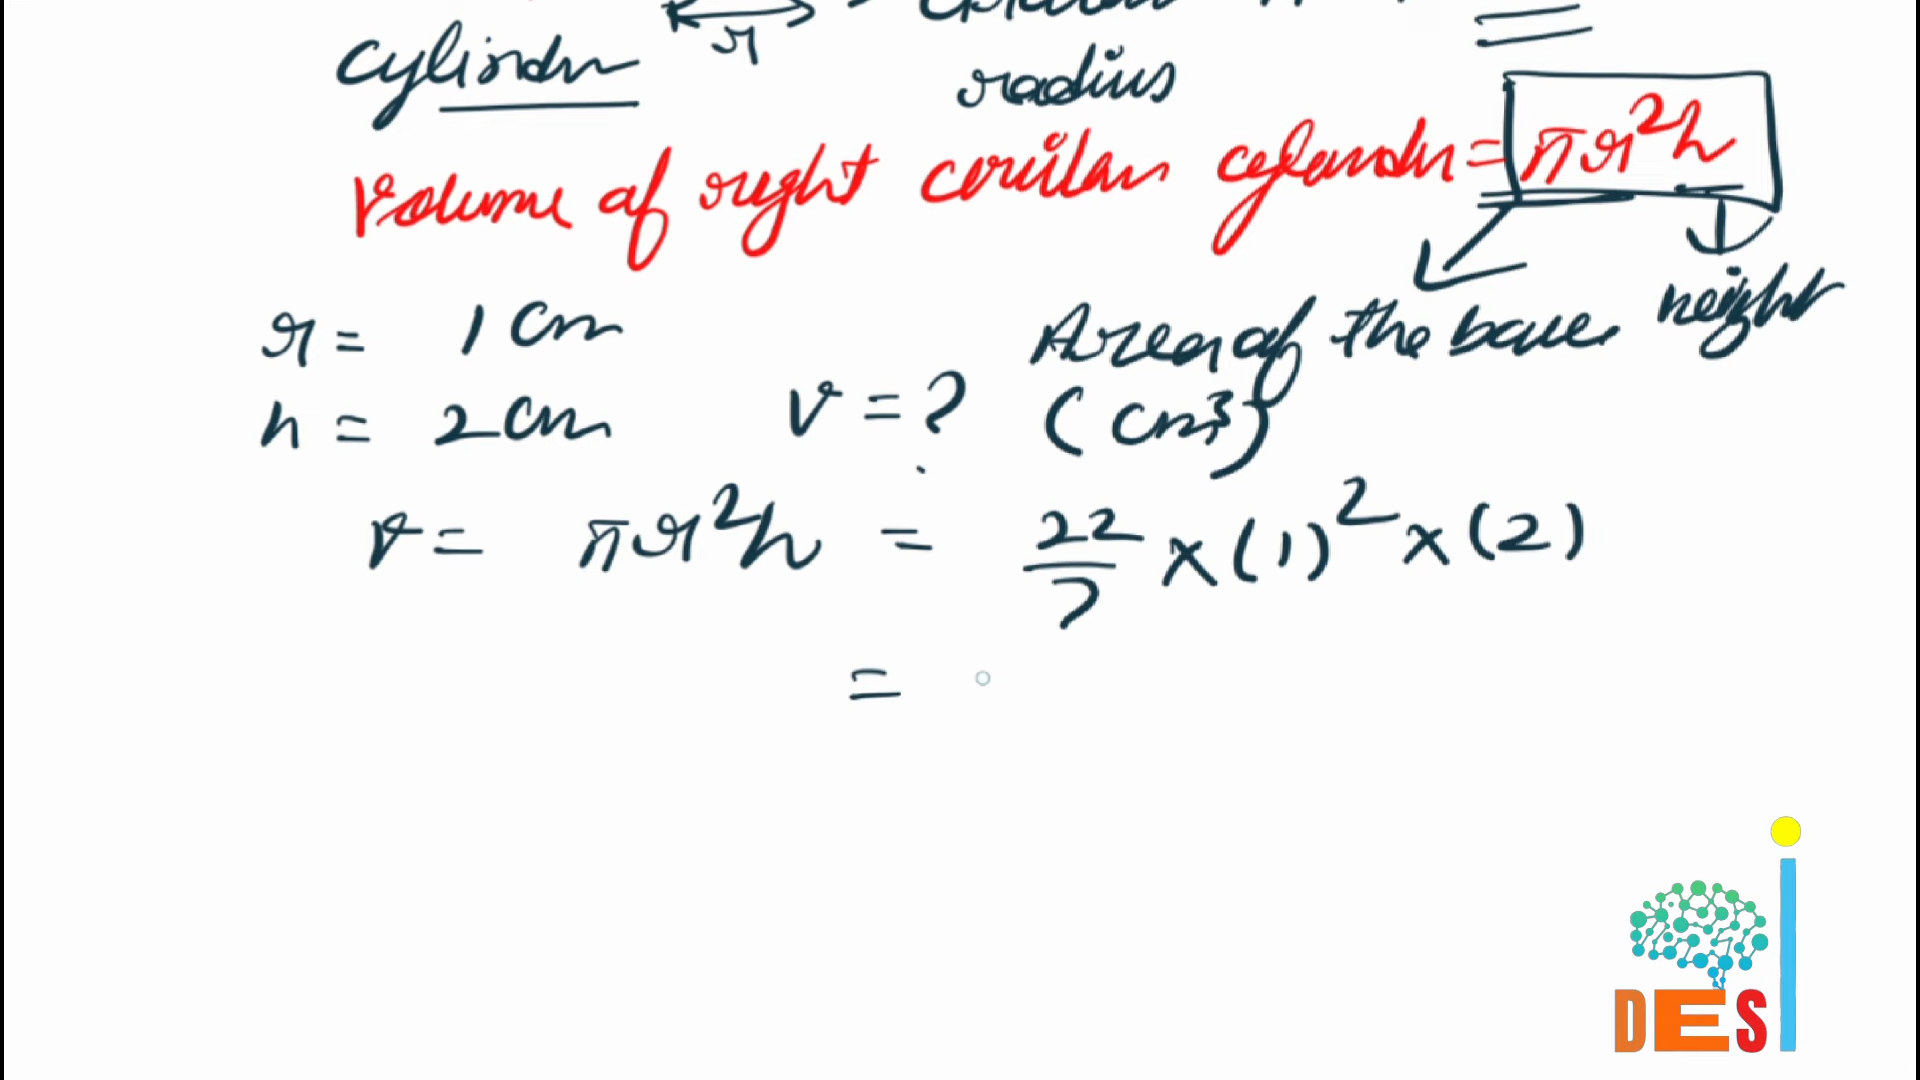 cylinder r
radius
Volume of right circular cylinder = πr²h
r = 1 cm Area of the base height
h = 2 cm v = ? (cm³)
v = πr²h = 22/7 x (1)² x (2)
=
DESi